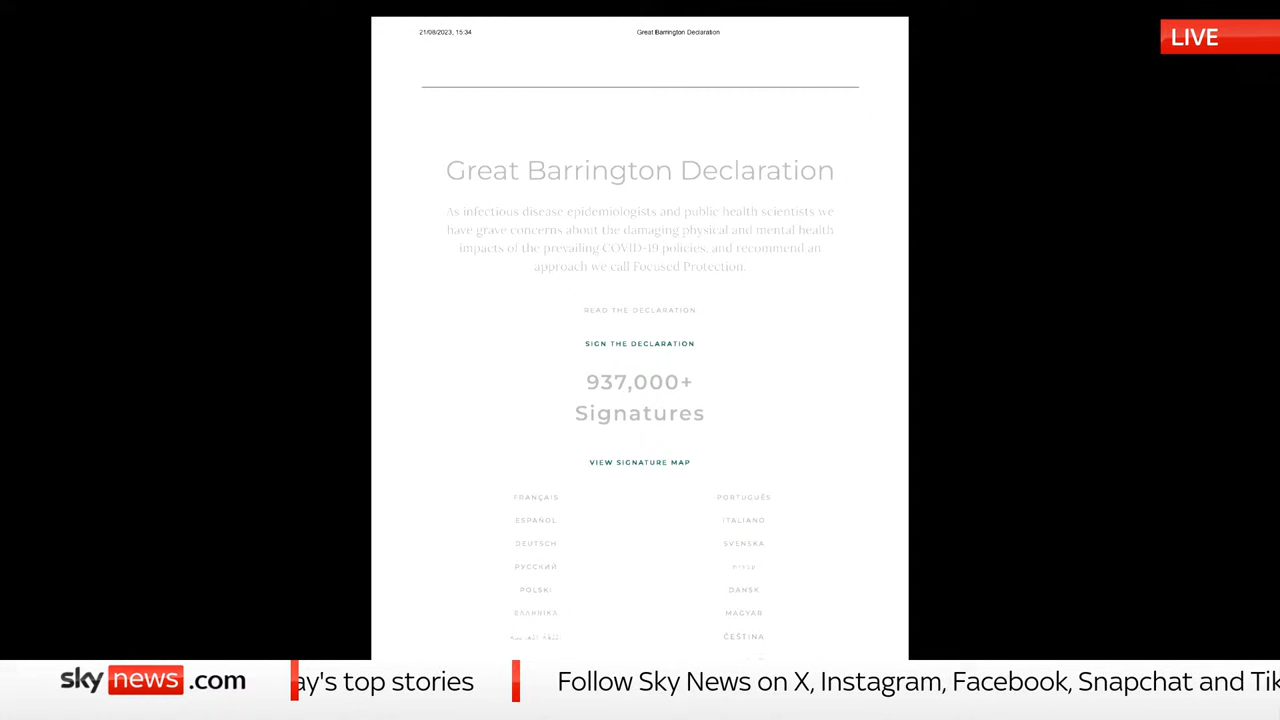 21/08/2023, 15:34
Great Barrington Declaration
LIVE
Great Barrington Declaration
As infectious disease epidemiologists and public health scientists we
have grave concerns about the damaging physical and mental health
impacts of the prevailing COVID-19 policies, and recommend an
approach we call Focused Protection.
READ THE DECLARATION
SIGN THE DECLARATION
937,000+
Signatures
VIEW SIGNATURE MAP
FRANÇAIS
PORTUGUÊS
ESPAÑOL
ITALIANO
DEUTSCH
SVENSKA
РУССКИЙ
עברית
POLSKI
DANSK
ΕΛΛΗΝΙΚΑ
MAGYAR
ČEŠTINA
sky news .com
ay's top stories
Follow Sky News on X, Instagram, Facebook, Snapchat and Tik